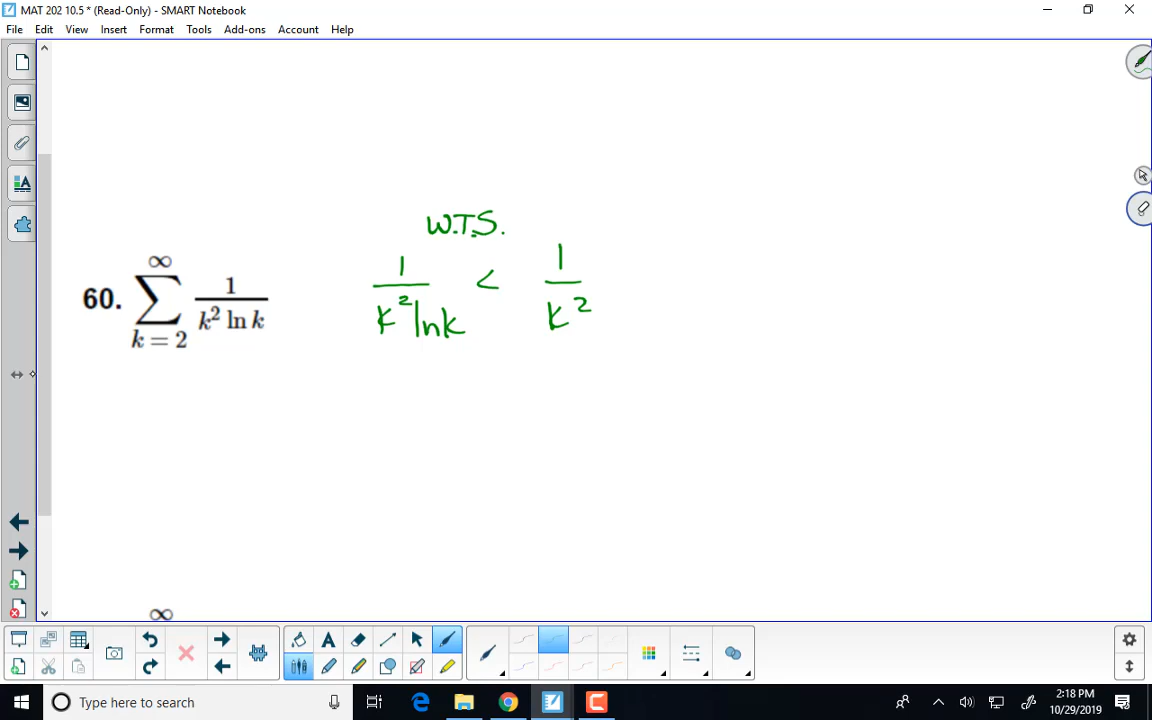 MAT 202 10.5 * (Read-Only) - SMART Notebook
File Edit View Insert Format Tools Add-ons Account Help
W.T.S.
60. ∑_{k = 2}^{∞} 1/(k² ln k)
1/(k² ln k) < 1/k²
∞
A
Type here to search
2:18 PM
10/29/2019